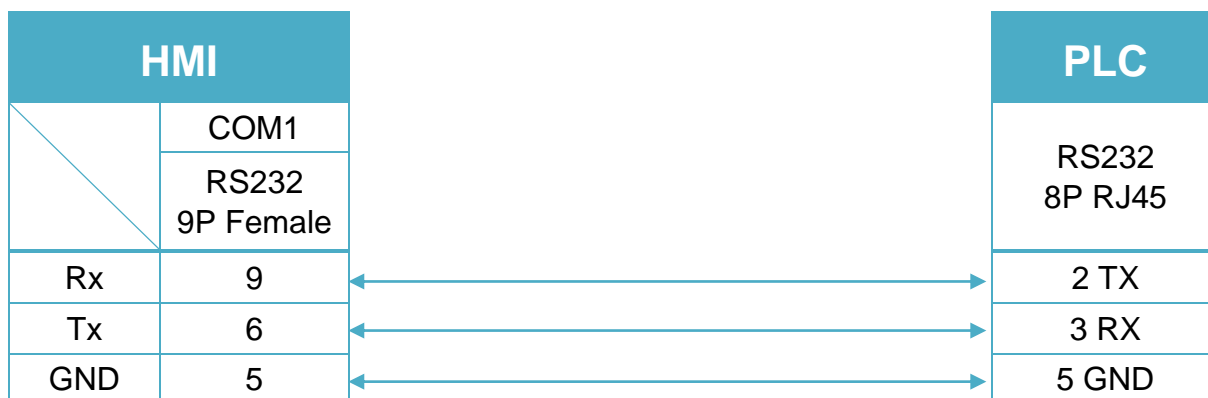 HMI PLC
COM1
RS232
9P Female
RS232
8P RJ45
Rx 9 2 TX
Tx 6 3 RX
GND 5 5 GND